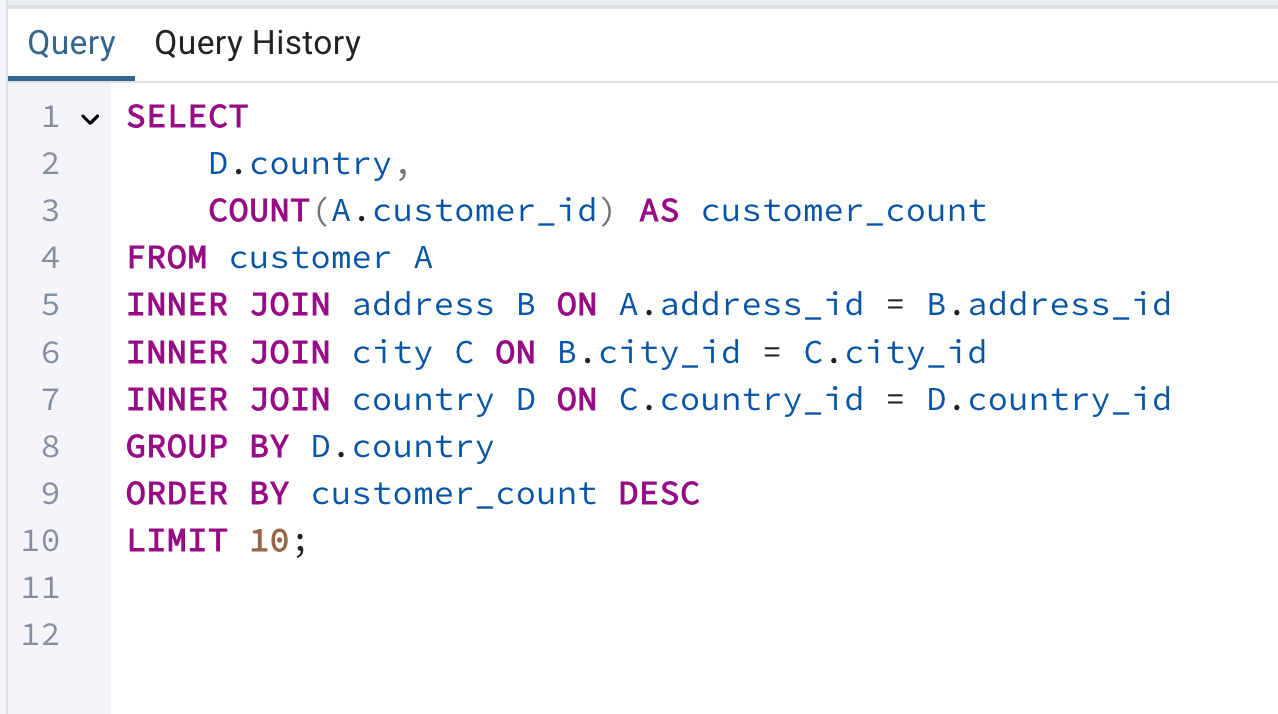 Query Query History
1 SELECT
2 D.country,
3 COUNT(A.customer_id) AS customer_count
4 FROM customer A
5 INNER JOIN address B ON A.address_id = B.address_id
6 INNER JOIN city C ON B.city_id = C.city_id
7 INNER JOIN country D ON C.country_id = D.country_id
8 GROUP BY D.country
9 ORDER BY customer_count DESC
10 LIMIT 10;
11
12